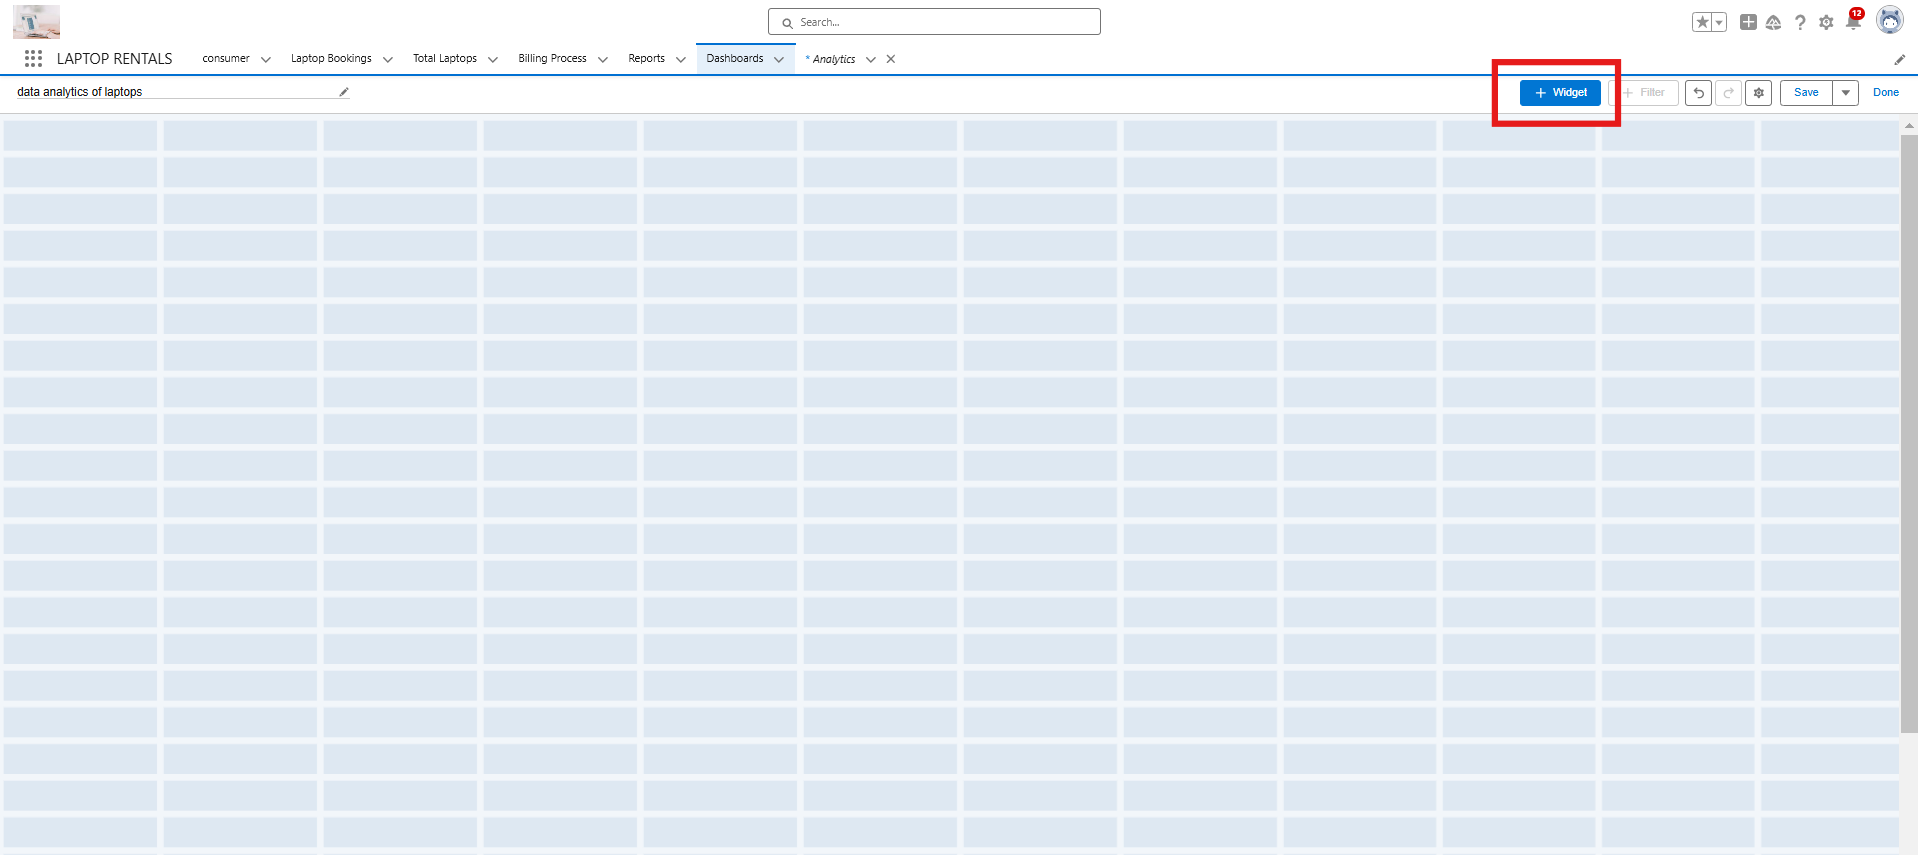 Search...
12
LAPTOP RENTALS consumer Laptop Bookings Total Laptops Billing Process Reports Dashboards * Analytics
data analytics of laptops
+ Widget + Filter Save Done